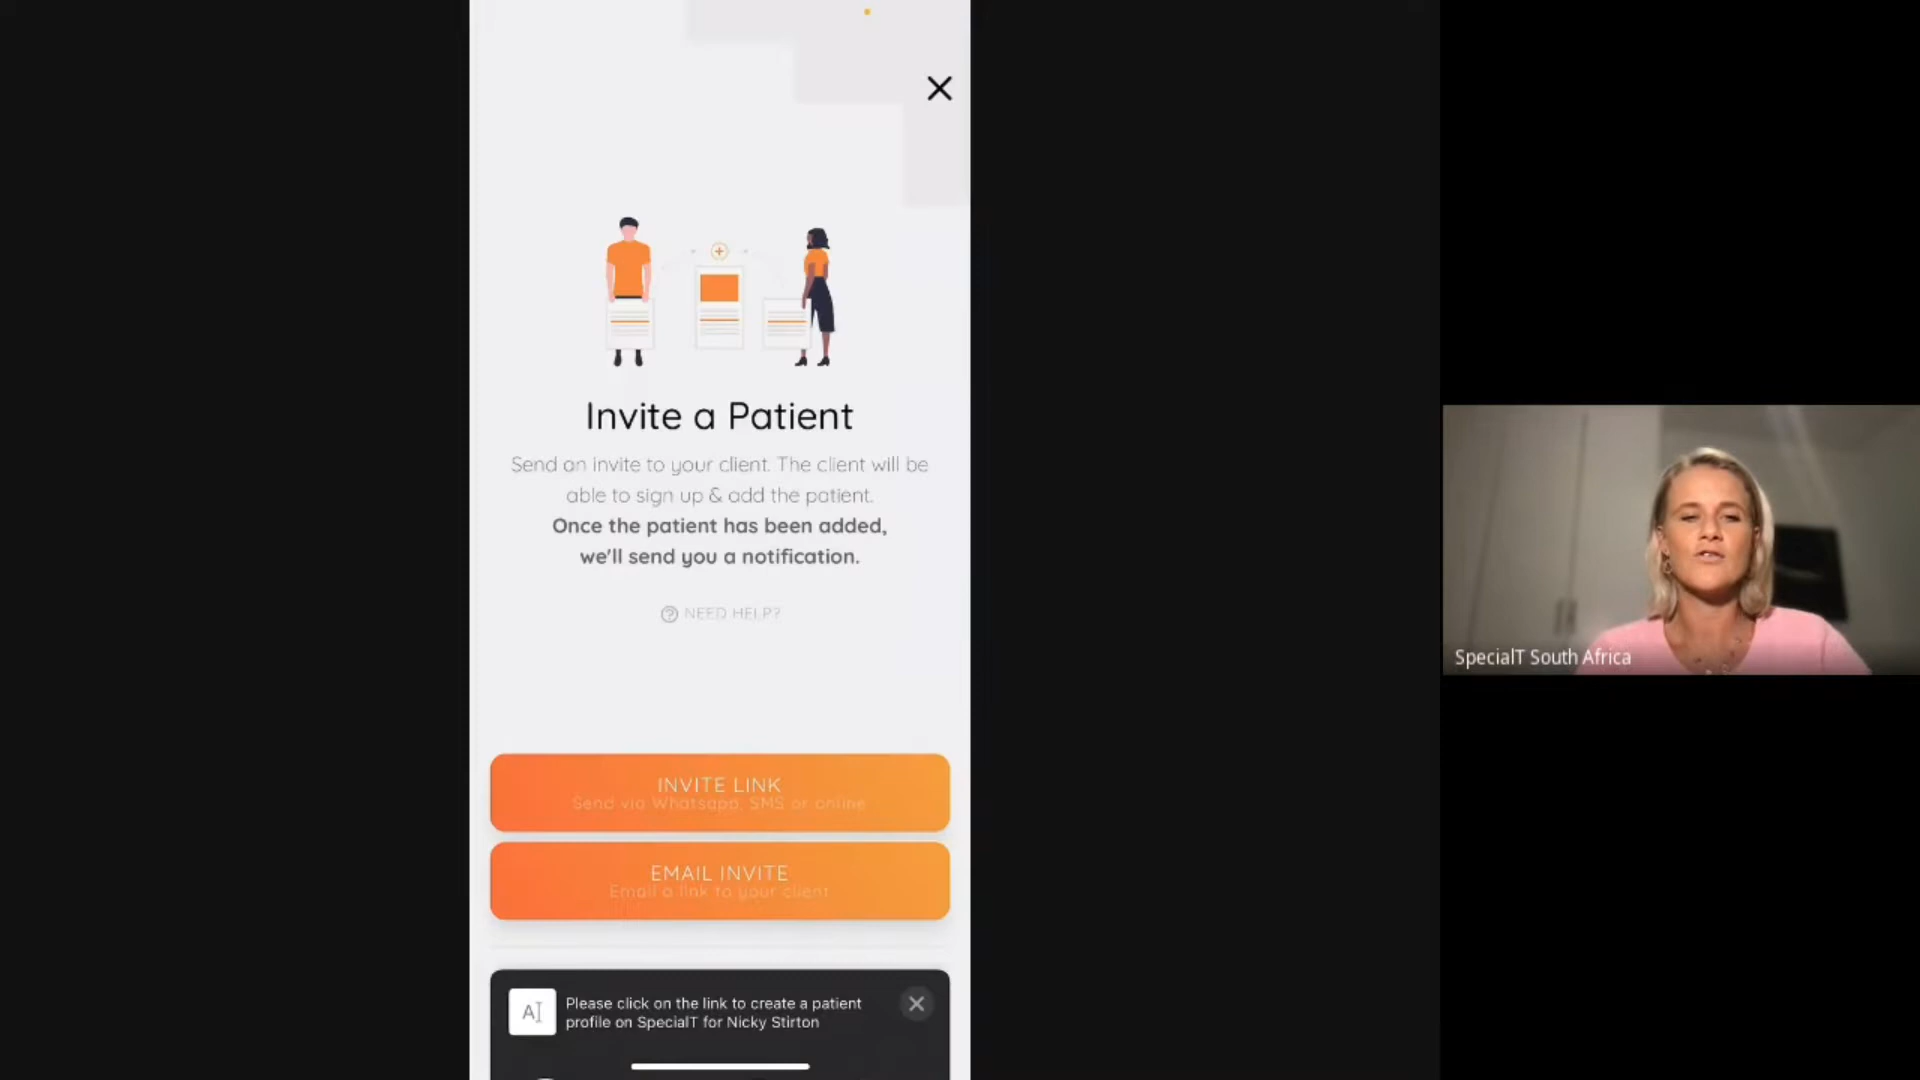 Invite a Patient
Send an invite to your client. The client will be
able to sign up & add the patient.
Once the patient has been added,
we'll send you a notification.
NEED HELP?
INVITE LINK
Send via Whatsapp, SMS or online
EMAIL INVITE
Email a link to your client
Please click on the link to create a patient
profile on SpecialT for Nicky Stirton
SpecialT South Africa